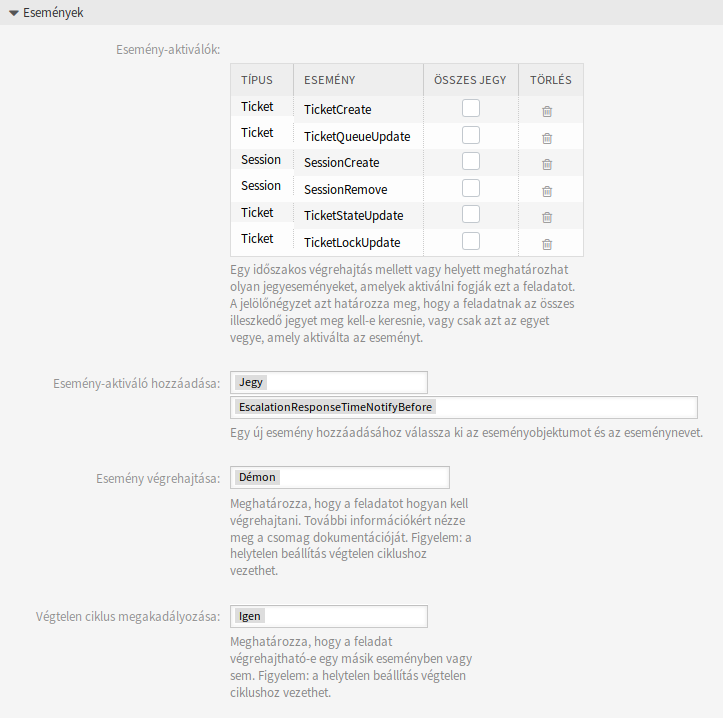 Események
Esemény-aktiválók:
TÍPUS ESEMÉNY ÖSSZES JEGY TÖRLÉS
Ticket TicketCreate
Ticket TicketQueueUpdate
Session SessionCreate
Session SessionRemove
Ticket TicketStateUpdate
Ticket TicketLockUpdate
Egy időszakos végrehajtás mellett vagy helyett meghatározhat
olyan jegyeseményeket, amelyek aktiválni fogják ezt a feladatot.
A jelölőnégyzet azt határozza meg, hogy a feladatnak az összes
illeszkedő jegyet meg kell-e keresnie, vagy csak azt az egyet
vegye, amely aktiválta az eseményt.
Esemény-aktiváló hozzáadása: Jegy
EscalationResponseTimeNotifyBefore
Egy új esemény hozzáadásához válassza ki az eseményobjektumot és az eseménynevet.
Esemény végrehajtása: Démon
Meghatározza, hogy a feladatot hogyan kell
végrehajtani. További információkért nézze
meg a csomag dokumentációját. Figyelem: a
helytelen beállítás végtelen ciklushoz
vezethet.
Végtelen ciklus megakadályozása: Igen
Meghatározza, hogy a feladat
végrehajtható-e egy másik eseményben vagy
sem. Figyelem: a helytelen beállítás végtelen
ciklushoz vezethet.